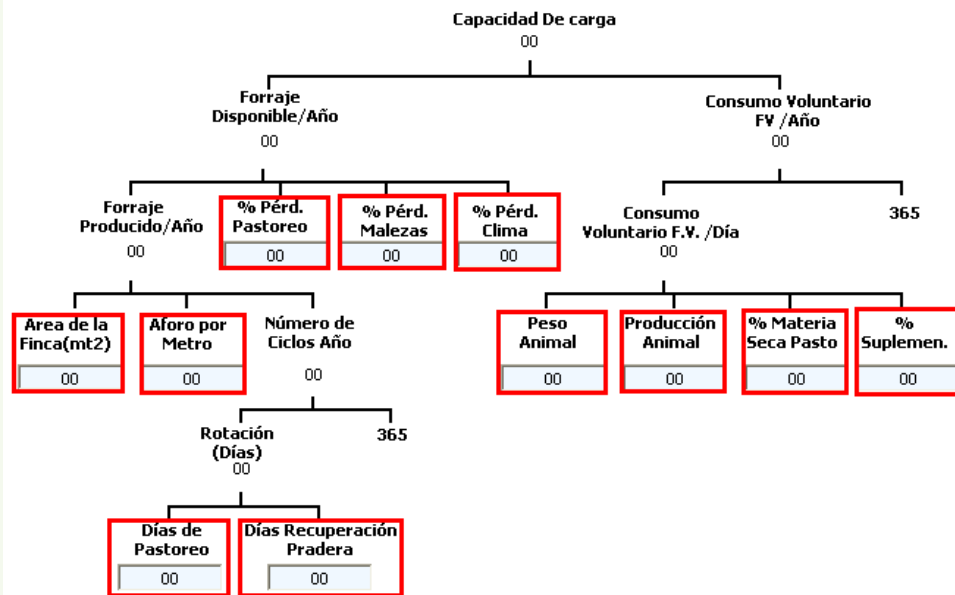 Capacidad De carga
00
Forraje
Disponible/Año
00
Consumo Voluntario
FV /Año
00
Forraje
Producido/Año
00
% Pérd.
Pastoreo
00
% Pérd.
Malezas
00
% Pérd.
Clima
00
Consumo
Voluntario F.V. /Día
00
365
Area de la
Finca(mt2)
00
Aforo por
Metro
00
Número de
Ciclos Año
00
Peso
Animal
00
Producción
Animal
00
% Materia
Seca Pasto
00
%
Suplemen.
00
Rotación
(Días)
00
365
Días de
Pastoreo
00
Días Recuperación
Pradera
00